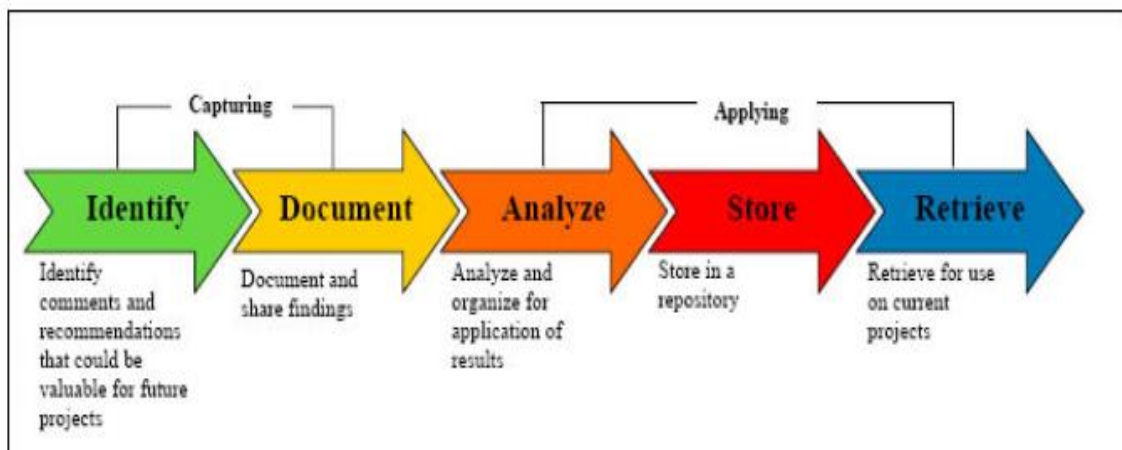 Capturing
Applying
Identify
Document
Analyze
Store
Retrieve
Identify
comments and
recommendations
that could be
valuable for future
projects
Document and
share findings
Analyze and
organize for
application of
results
Store in a
repository
Retrieve for use
on current
projects